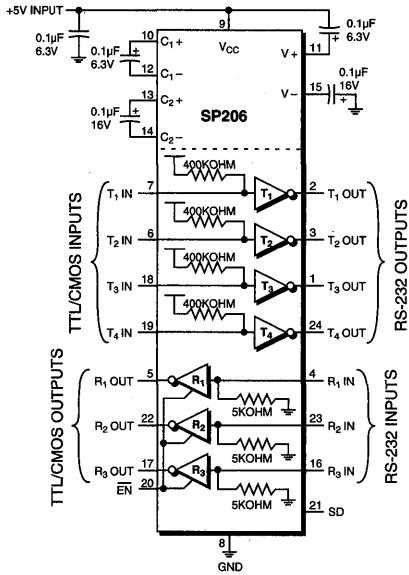 +5V INPUT
0.1µF
6.3V
9
VCC
10
C1+
0.1µF
6.3V
12
C1−
13
C2+
0.1µF
16V
14
C2−
V+
11
0.1µF
6.3V
V−
15
0.1µF
16V
SP206
TTL/CMOS INPUTS
RS-232 OUTPUTS
400KOHM
T1 IN
7
T1
2
T1 OUT
400KOHM
T2 IN
6
T2
3
T2 OUT
400KOHM
T3 IN
18
T3
1
T3 OUT
400KOHM
T4 IN
19
T4
24
T4 OUT
TTL/CMOS OUTPUTS
RS-232 INPUTS
R1 OUT
5
R1
4
R1 IN
5KOHM
R2 OUT
22
R2
23
R2 IN
5KOHM
R3 OUT
17
R3
16
R3 IN
5KOHM
EN
20
21
SD
8
GND